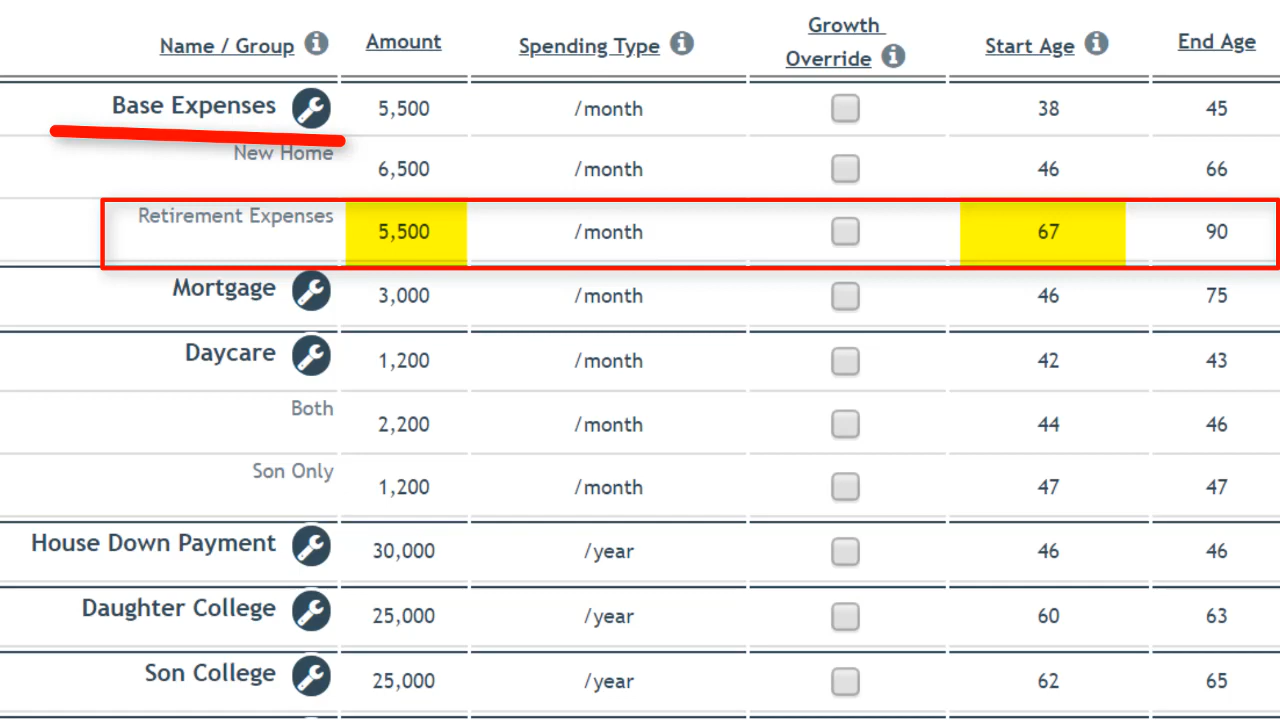 Name / Group Amount Spending Type Growth Override Start Age End Age
Base Expenses 5,500 /month 38 45
New Home 6,500 /month 46 66
Retirement Expenses 5,500 /month 67 90
Mortgage 3,000 /month 46 75
Daycare 1,200 /month 42 43
Both 2,200 /month 44 46
Son Only 1,200 /month 47 47
House Down Payment 30,000 /year 46 46
Daughter College 25,000 /year 60 63
Son College 25,000 /year 62 65